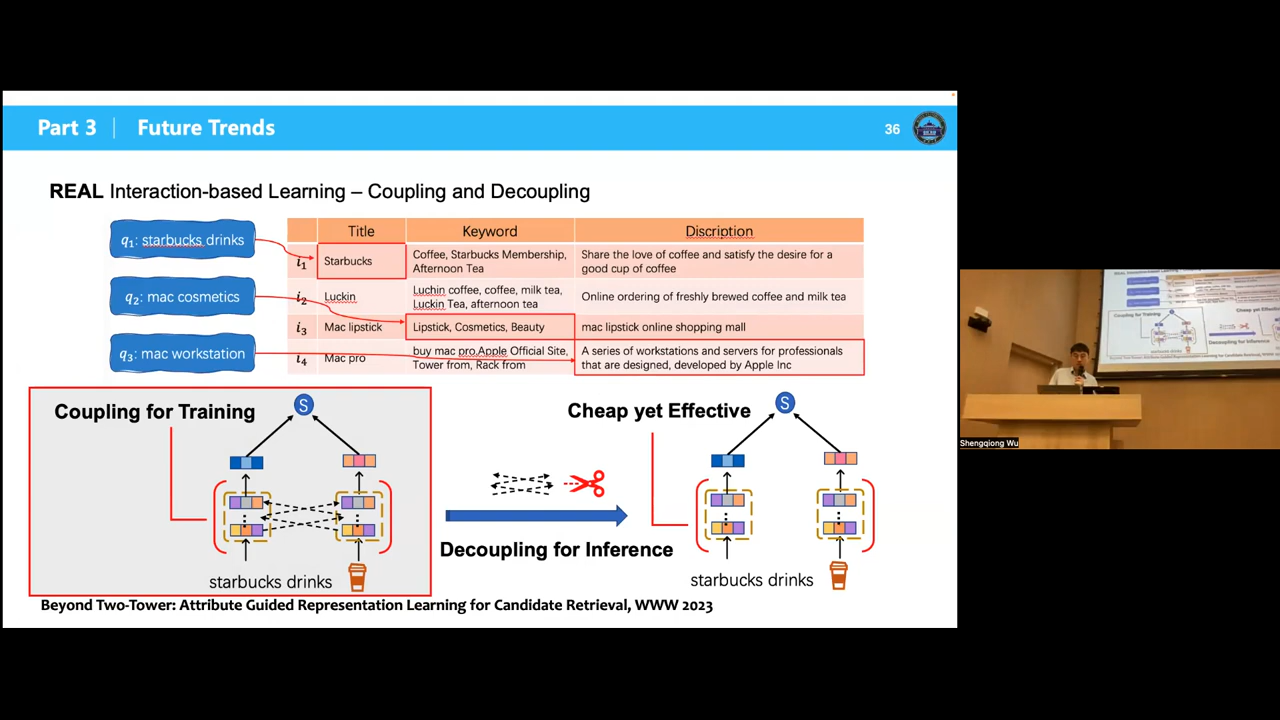 Part 3 | Future Trends
36
REAL Interaction-based Learning – Coupling and Decoupling
q1: starbucks drinks
q2: mac cosmetics
q3: mac workstation
Title Keyword Discription
i1 Starbucks Coffee, Starbucks Membership, Afternoon Tea Share the love of coffee and satisfy the desire for a good cup of coffee
i2 Luckin Luchin coffee, coffee, milk tea, Luckin Tea, afternoon tea Online ordering of freshly brewed coffee and milk tea
i3 Mac lipstick Lipstick, Cosmetics, Beauty mac lipstick online shopping mall
i4 Mac pro buy mac pro,Apple Official Site, Tower from, Rack from A series of workstations and servers for professionals that are designed, developed by Apple Inc
Coupling for Training
S
starbucks drinks
Decoupling for Inference
Cheap yet Effective
S
starbucks drinks
Beyond Two-Tower: Attribute Guided Representation Learning for Candidate Retrieval, WWW 2023
Shengqiong Wu